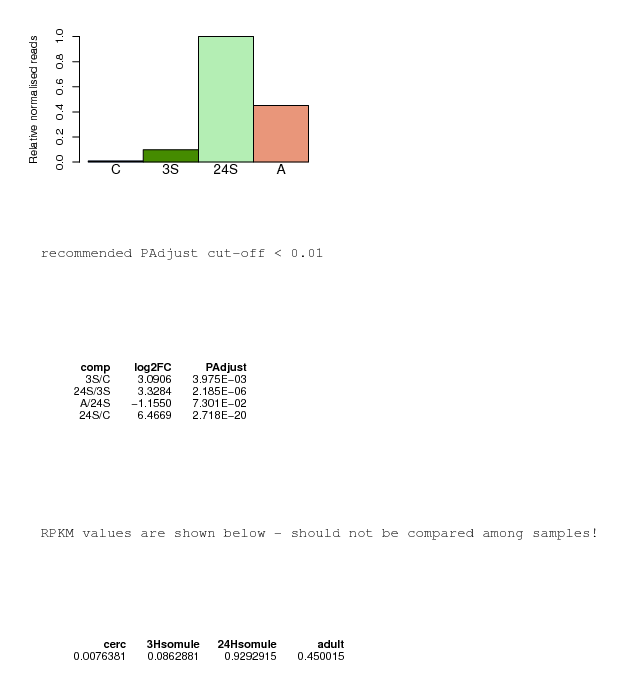 Relative normalised reads
1.0
0.8
0.6
0.4
0.2
0.0
C 3S 24S A
recommended PAdjust cut-off < 0.01
comp log2FC PAdjust
3S/C 3.0906 3.975E-03
24S/3S 3.3284 2.185E-06
A/24S -1.1550 7.301E-02
24S/C 6.4669 2.718E-20
RPKM values are shown below - should not be compared among samples!
cerc 3Hsomule 24Hsomule adult
0.0076381 0.0862881 0.9292915 0.450015